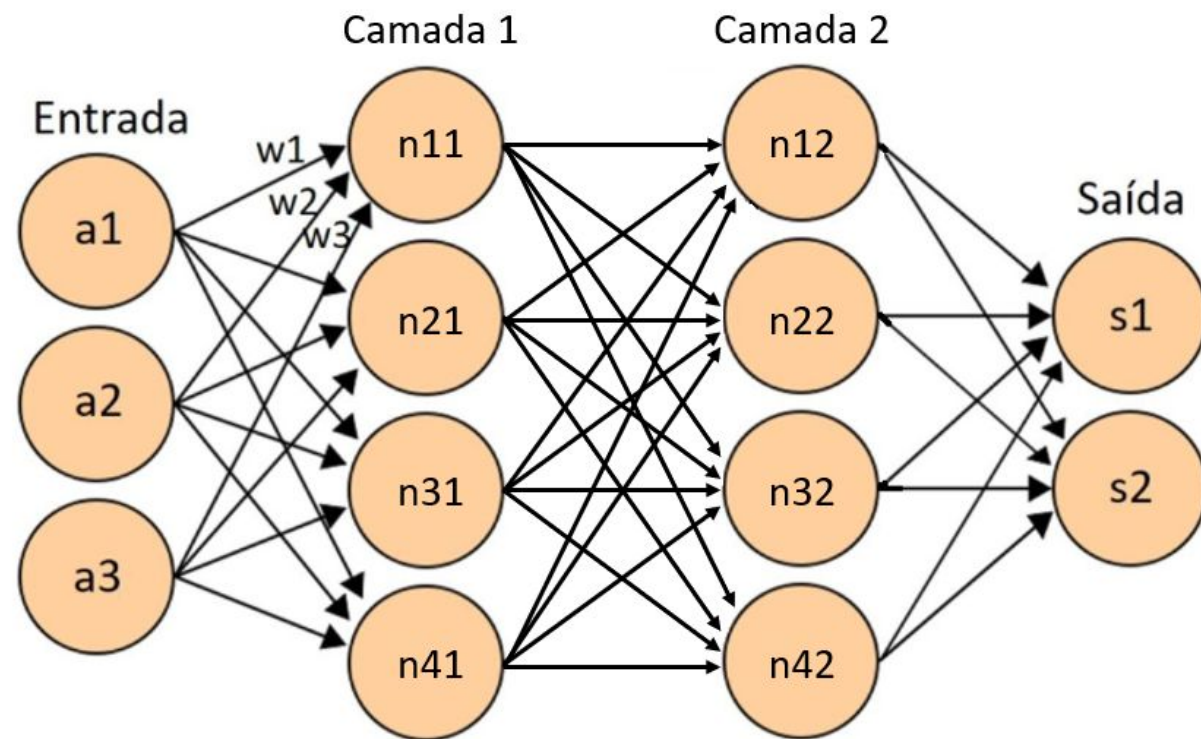 Camada 1
Camada 2
Entrada
Saída
w1
w2
w3
a1
a2
a3
n11
n21
n31
n41
n12
n22
n32
n42
s1
s2